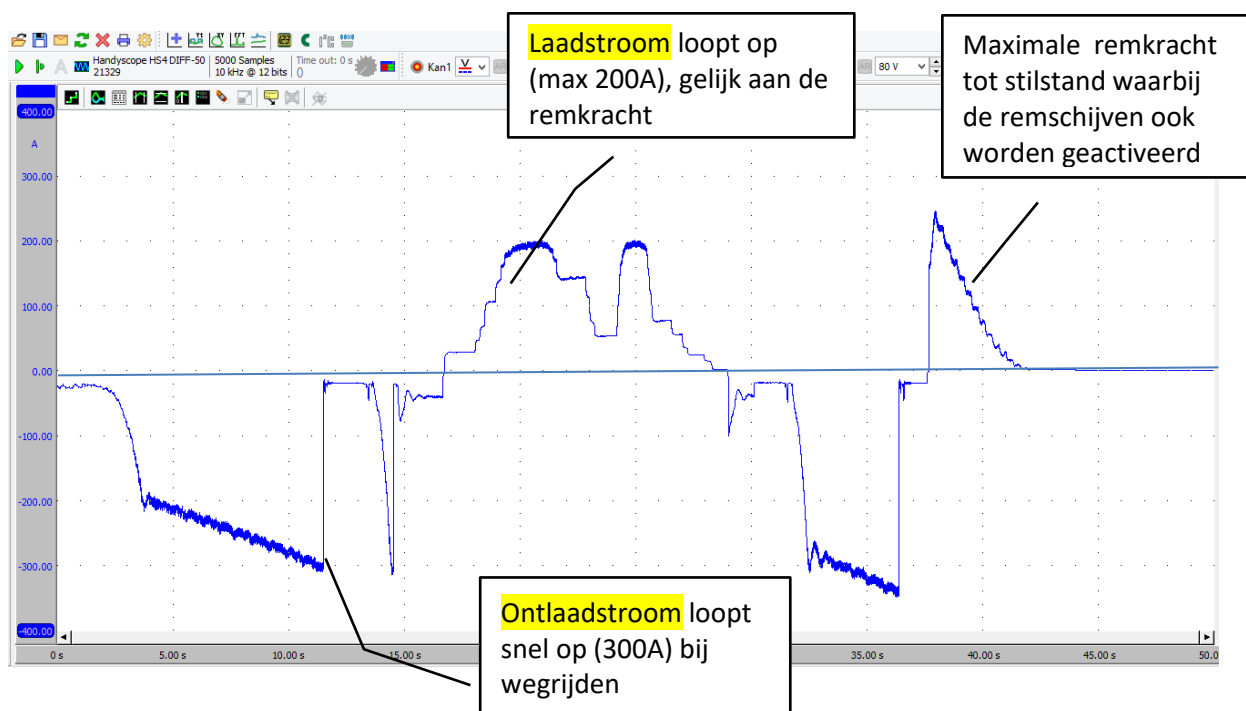 Laadstroom loopt op
(max 200A), gelijk aan de
remkracht
Maximale remkracht
tot stilstand waarbij
de remschijven ook
worden geactiveerd
Handyscope HS4 DIFF-50
21329
5000 Samples
10 kHz @ 12 bits
Time out: 0 s
()
Kan1
80 V
400.00
A
300.00
200.00
100.00
0.00
-100.00
-200.00
-300.00
-400.00
Ontlaadstroom loopt
snel op (300A) bij
wegrijden
0 s 5.00 s 10.00 s 15.00 s 35.00 s 40.00 s 45.00 s 50.0